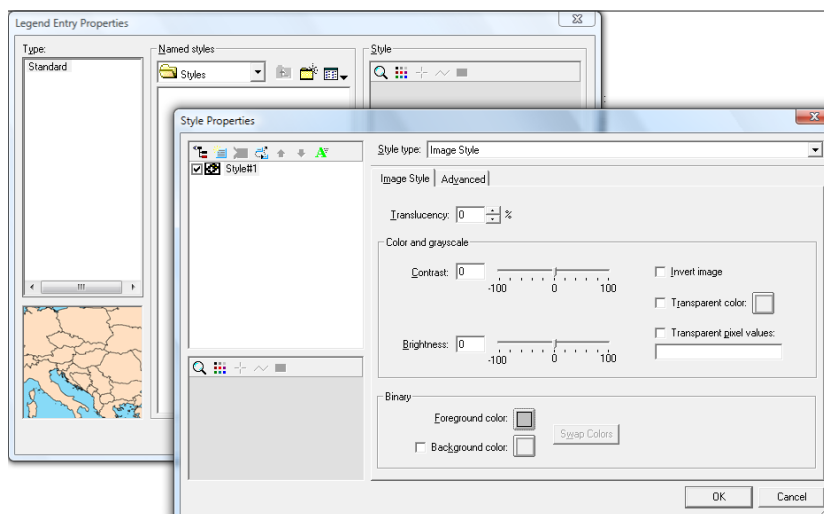 Legend Entry Properties
Type:
Standard
Named styles
Styles
Style
Style Properties
Style#1
Style type: Image Style
Image Style
Advanced
Translucency: 0 %
Color and grayscale
Contrast: 0
-100 0 100
Invert image
Transparent color:
Transparent pixel values:
Brightness: 0
-100 0 100
Binary
Foreground color:
Background color:
Swap Colors
OK
Cancel